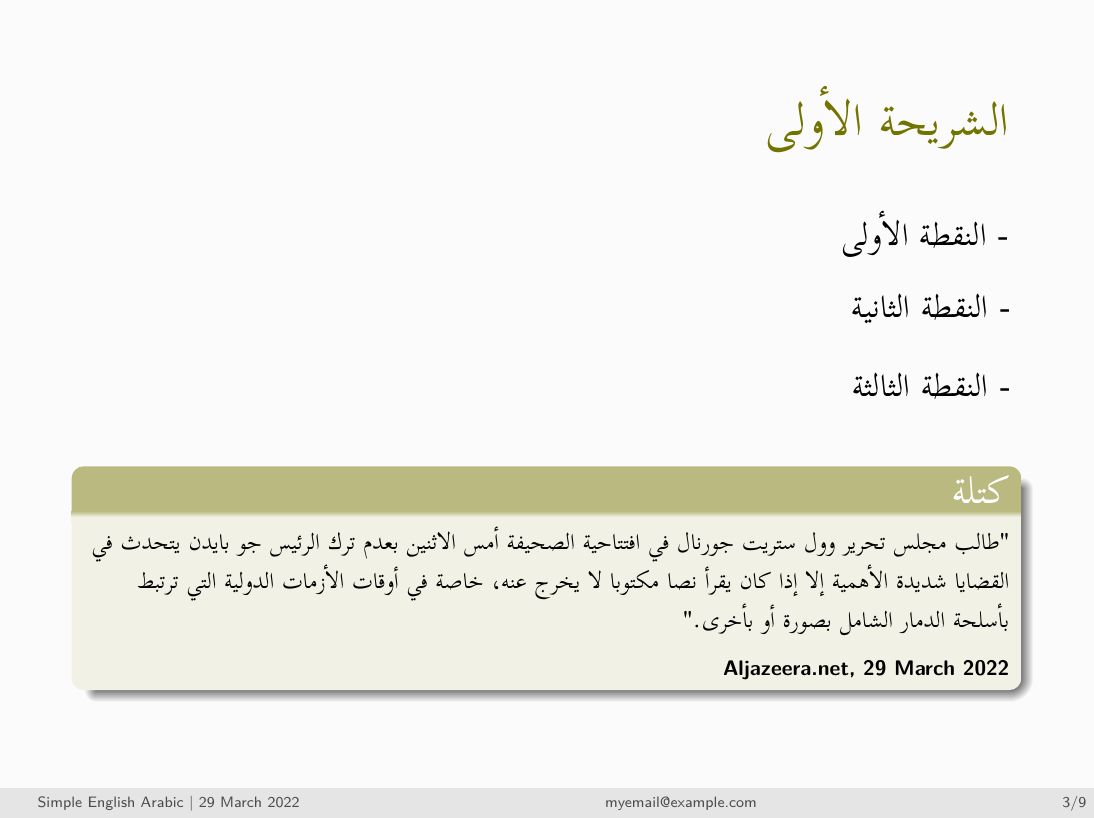 الشريحة الأولى
- النقطة الأولى
- النقطة الثانية
- النقطة الثالثة
كتلة
"طالب مجلس تحرير وول ستريت جورنال في افتتاحية الصحيفة أمس الاثنين بعدم ترك الرئيس جو بايدن يتحدث في
القضايا شديدة الأهمية إلا إذا كان يقرأ نصا مكتوبا لا يخرج عنه، خاصة في أوقات الأزمات الدولية التي ترتبط
بأسلحة الدمار الشامل بصورة أو بأخرى."
Aljazeera.net, 29 March 2022
Simple English Arabic | 29 March 2022
myemail@example.com
3/9